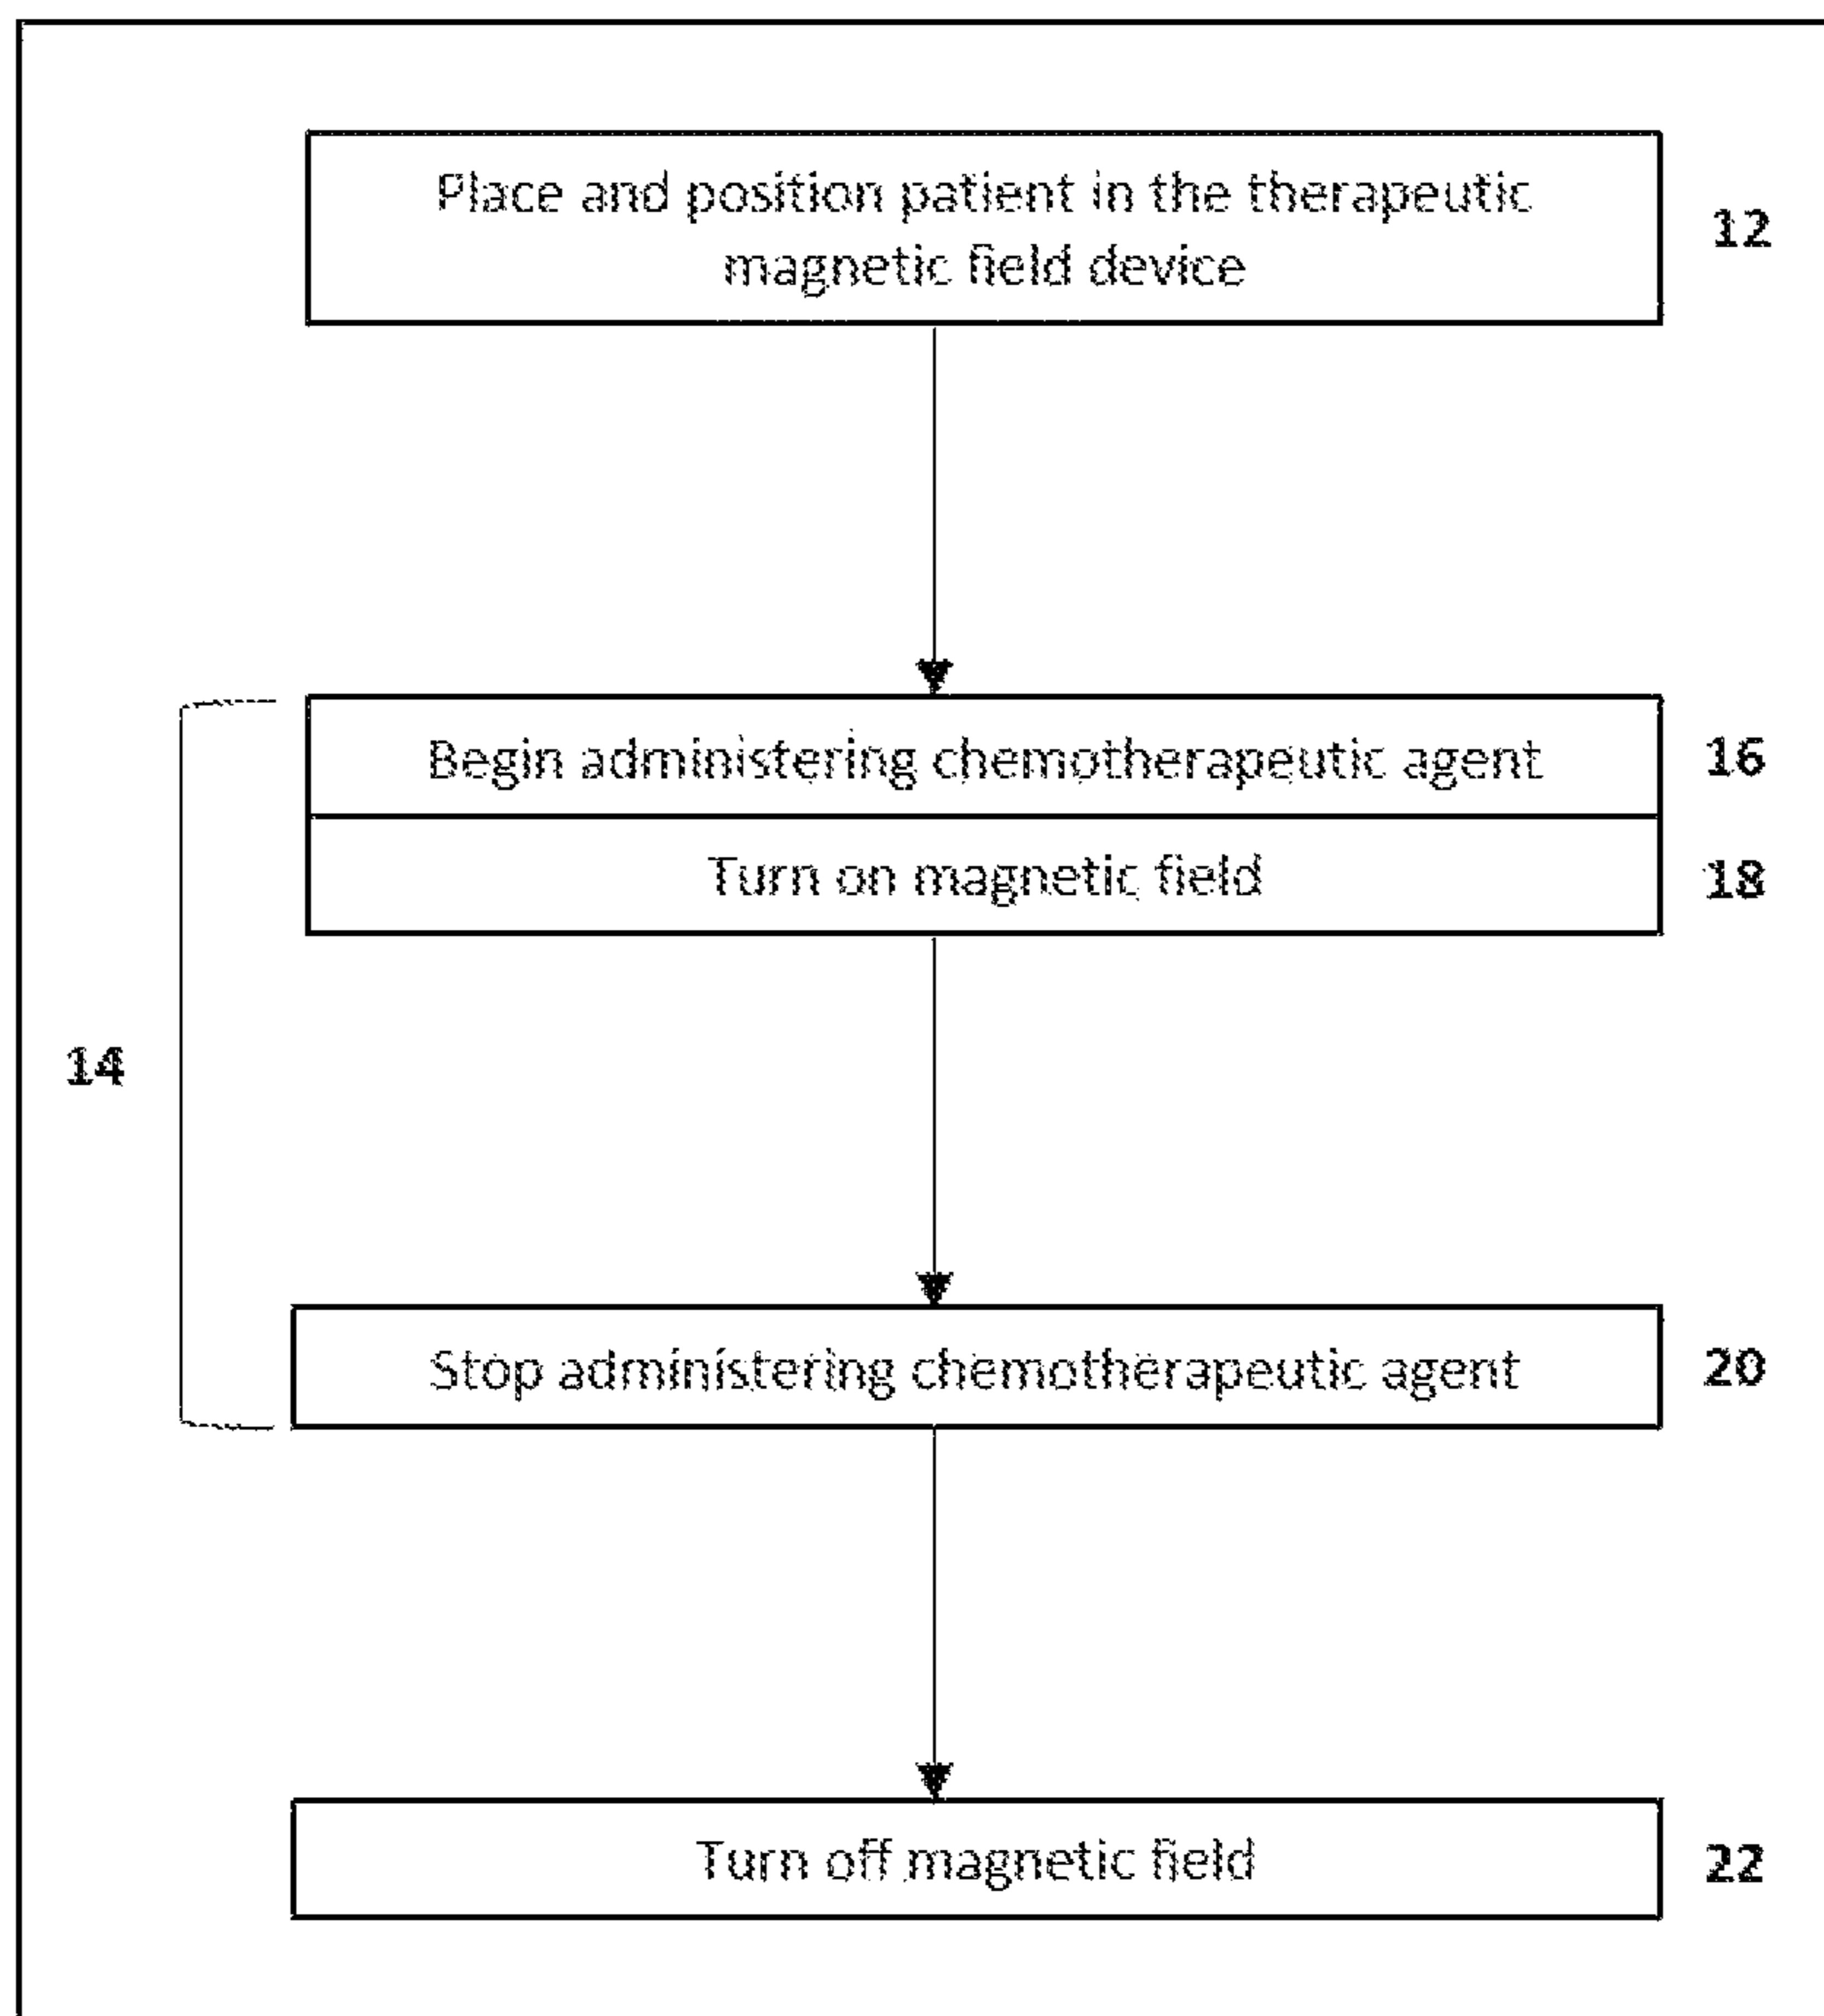 Place and position patient in the therapeutic
magnetic field device
12
Begin administering chemotherapeutic agent
16
Turn on magnetic field
18
14
Stop administering chemotherapeutic agent
20
Turn off magnetic field
22